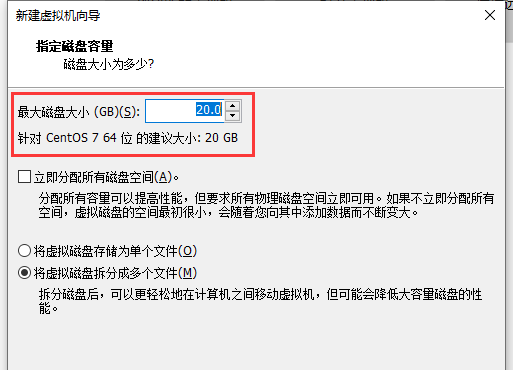 新建虚拟机向导
指定磁盘容量
磁盘大小为多少?
最大磁盘大小 (GB)(S): 20.0
针对 CentOS 7 64 位 的建议大小: 20 GB
立即分配所有磁盘空间(A)。
分配所有容量可以提高性能，但要求所有物理磁盘空间立即可用。如果不立即分配所有
空间，虚拟磁盘的空间最初很小，会随着您向其中添加数据而不断变大。
将虚拟磁盘存储为单个文件(O)
将虚拟磁盘拆分成多个文件(M)
拆分磁盘后，可以更轻松地在计算机之间移动虚拟机，但可能会降低大容量磁盘的性
能。